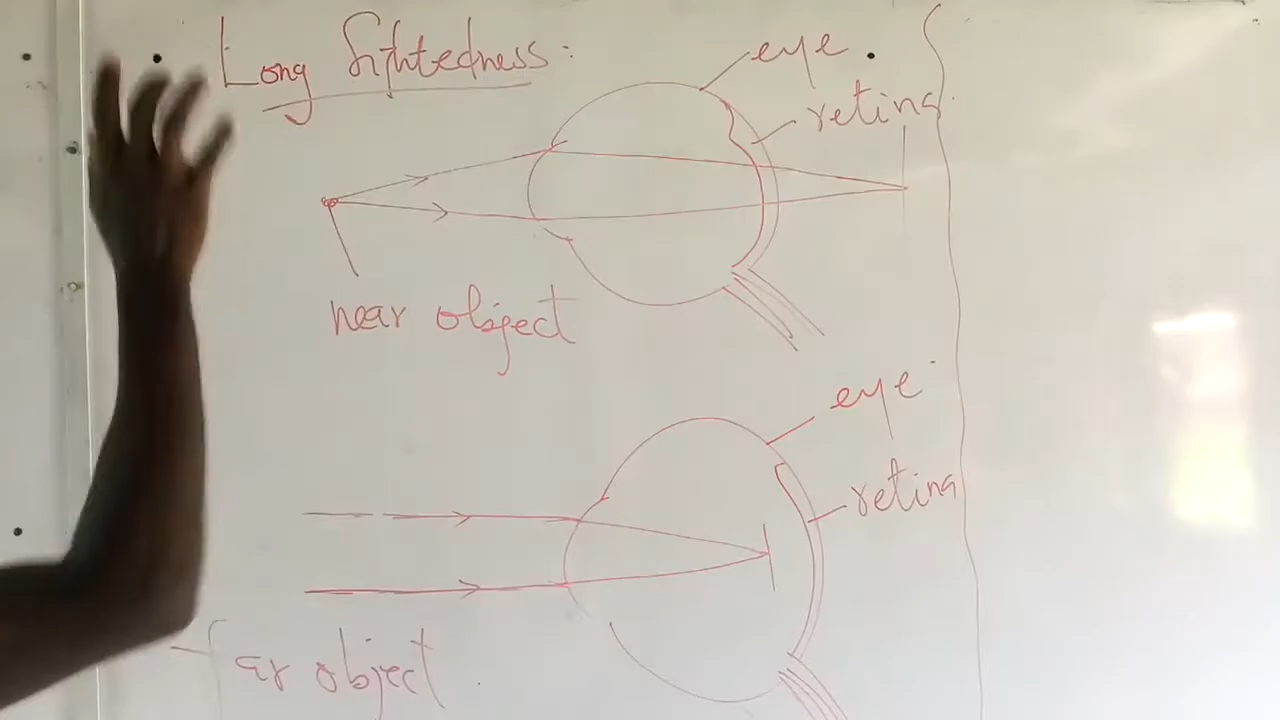 Long Sightedness:
eye
retina
near object
eye
retina
far object